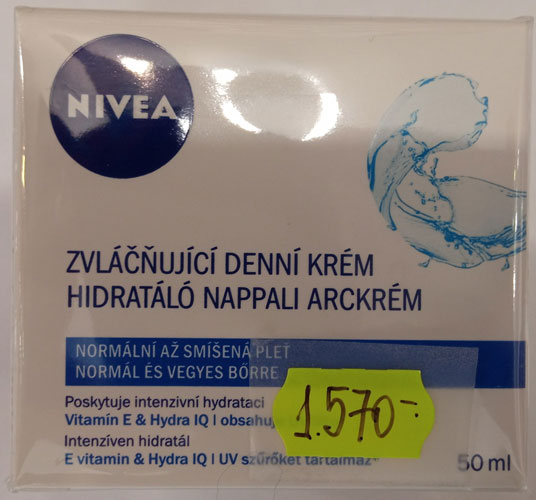 NIVEA
ZVLÁČŇUJÍCÍ DENNÍ KRÉM
HIDRATÁLÓ NAPPALI ARCKRÉM
NORMÁLNÍ AŽ SMÍŠENÁ PLEŤ
NORMÁL ÉS VEGYES BŐRRE
Poskytuje intenzivní hydrataci
Vitamín E & Hydra IQ I obsahuje
Intenzíven hidratál
E vitamin & Hydra IQ I UV szűrőket tartalmaz
1.570-
50 ml